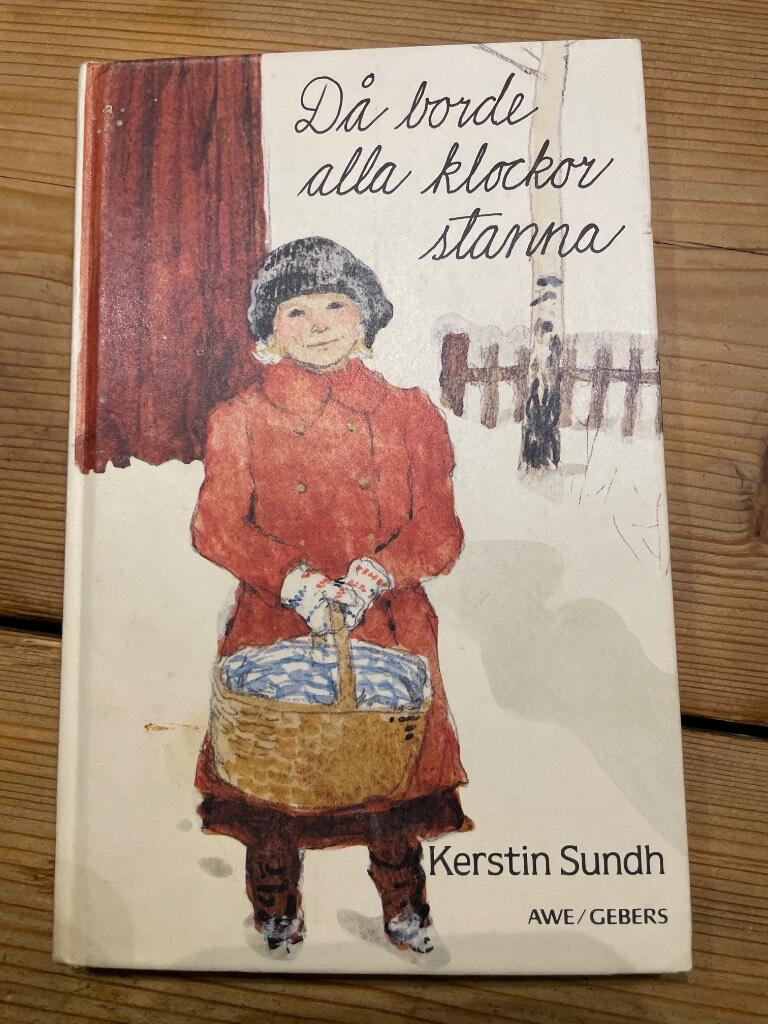 Då borde
alla klockor
stanna
Kerstin Sundh
AWE/GEBERS